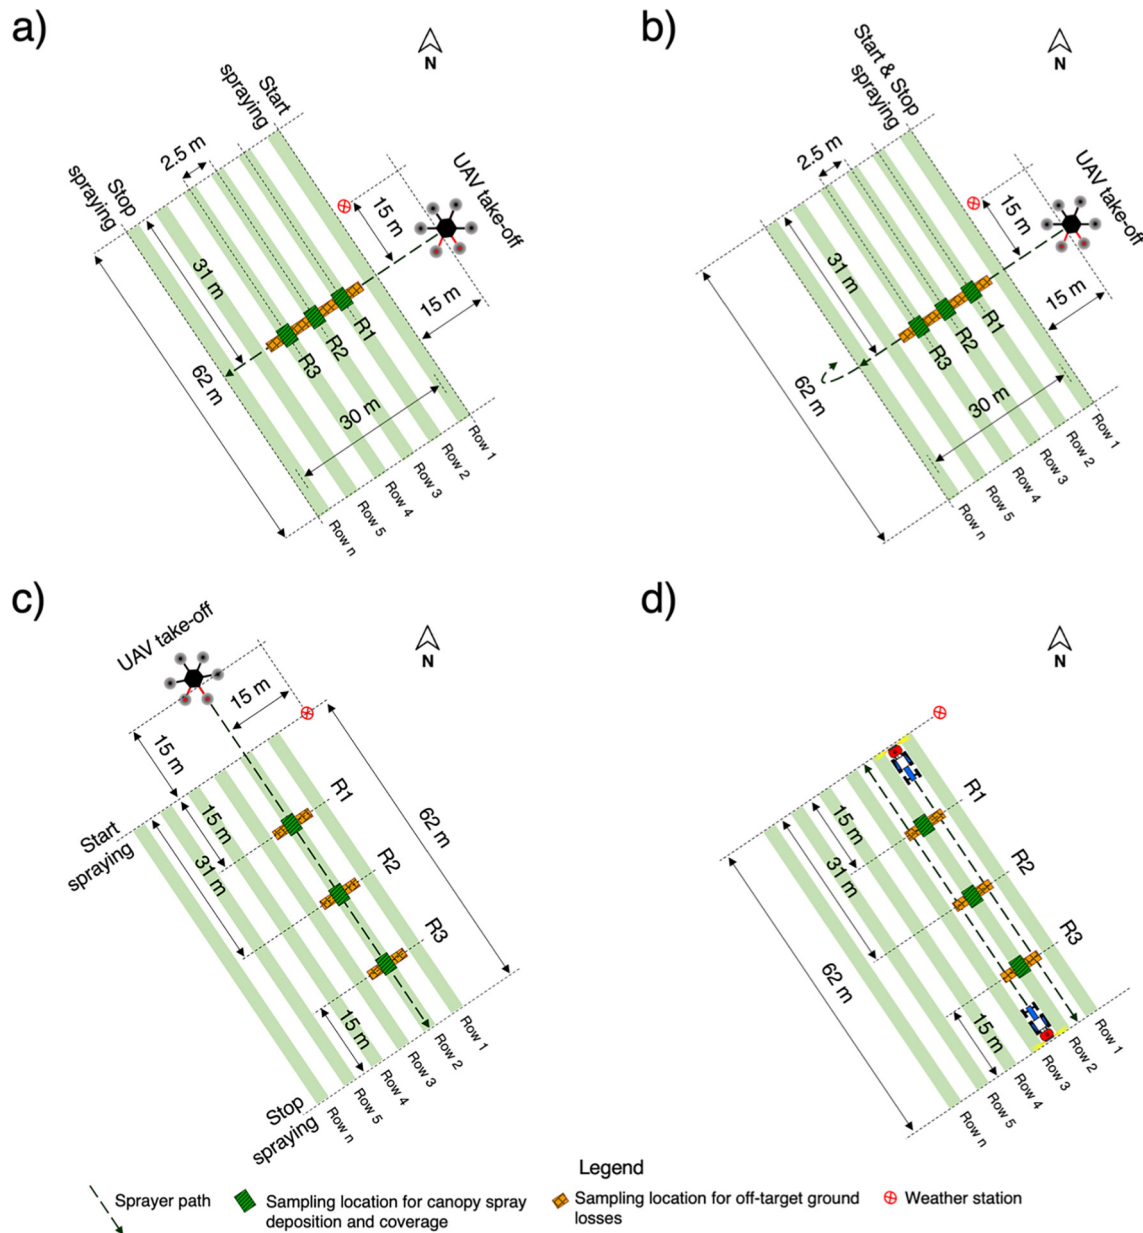 a)
N
Start
spraying
Stop
spraying
2.5 m
UAV take-off
15 m
15 m
31 m
62 m
R1
R2
R3
30 m
Row 1
Row 2
Row 3
Row 4
Row 5
Row n
b)
N
Start & Stop
spraying
2.5 m
UAV take-off
15 m
15 m
31 m
62 m
R1
R2
R3
30 m
Row 1
Row 2
Row 3
Row 4
Row 5
Row n
c)
N
UAV take-off
15 m
15 m
Start
spraying
15 m
31 m
62 m
R1
R2
R3
15 m
Stop
spraying
Row 1
Row 2
Row 3
Row 4
Row 5
Row n
d)
N
15 m
31 m
62 m
R1
R2
R3
15 m
Row 1
Row 2
Row 3
Row 4
Row 5
Row n
Legend
Sprayer path
Sampling location for canopy spray
deposition and coverage
Sampling location for off-target ground
losses
Weather station